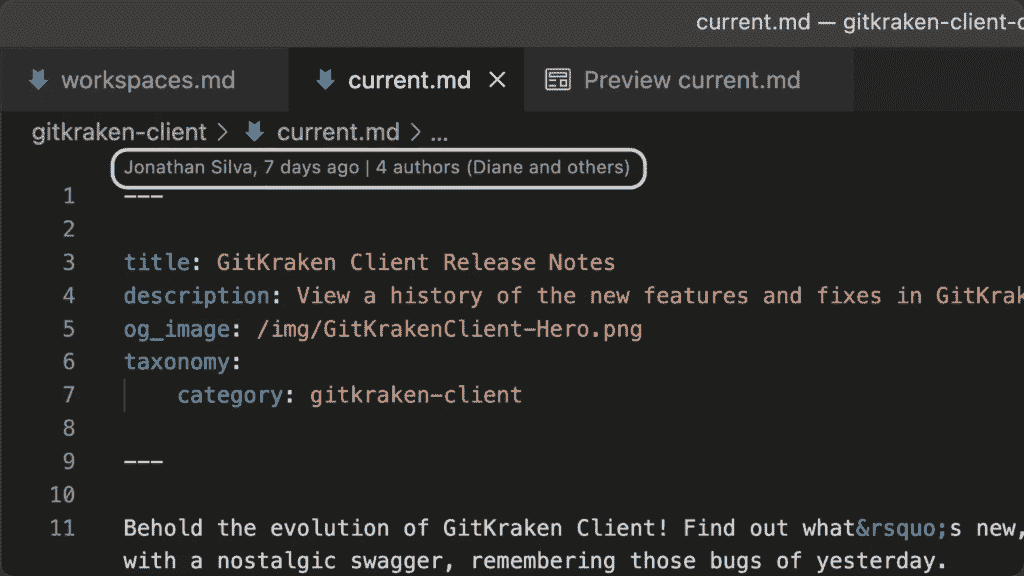 current.md — gitkraken-client-
workspaces.md
current.md
Preview current.md
gitkraken-client > current.md > ...
Jonathan Silva, 7 days ago | 4 authors (Diane and others)
1 ---
2
3 title: GitKraken Client Release Notes
4 description: View a history of the new features and fixes in GitKrak
5 og_image: /img/GitKrakenClient-Hero.png
6 taxonomy:
7 category: gitkraken-client
8
9 ---
10
11 Behold the evolution of GitKraken Client! Find out what&rsquo;s new,
with a nostalgic swagger, remembering those bugs of yesterday.